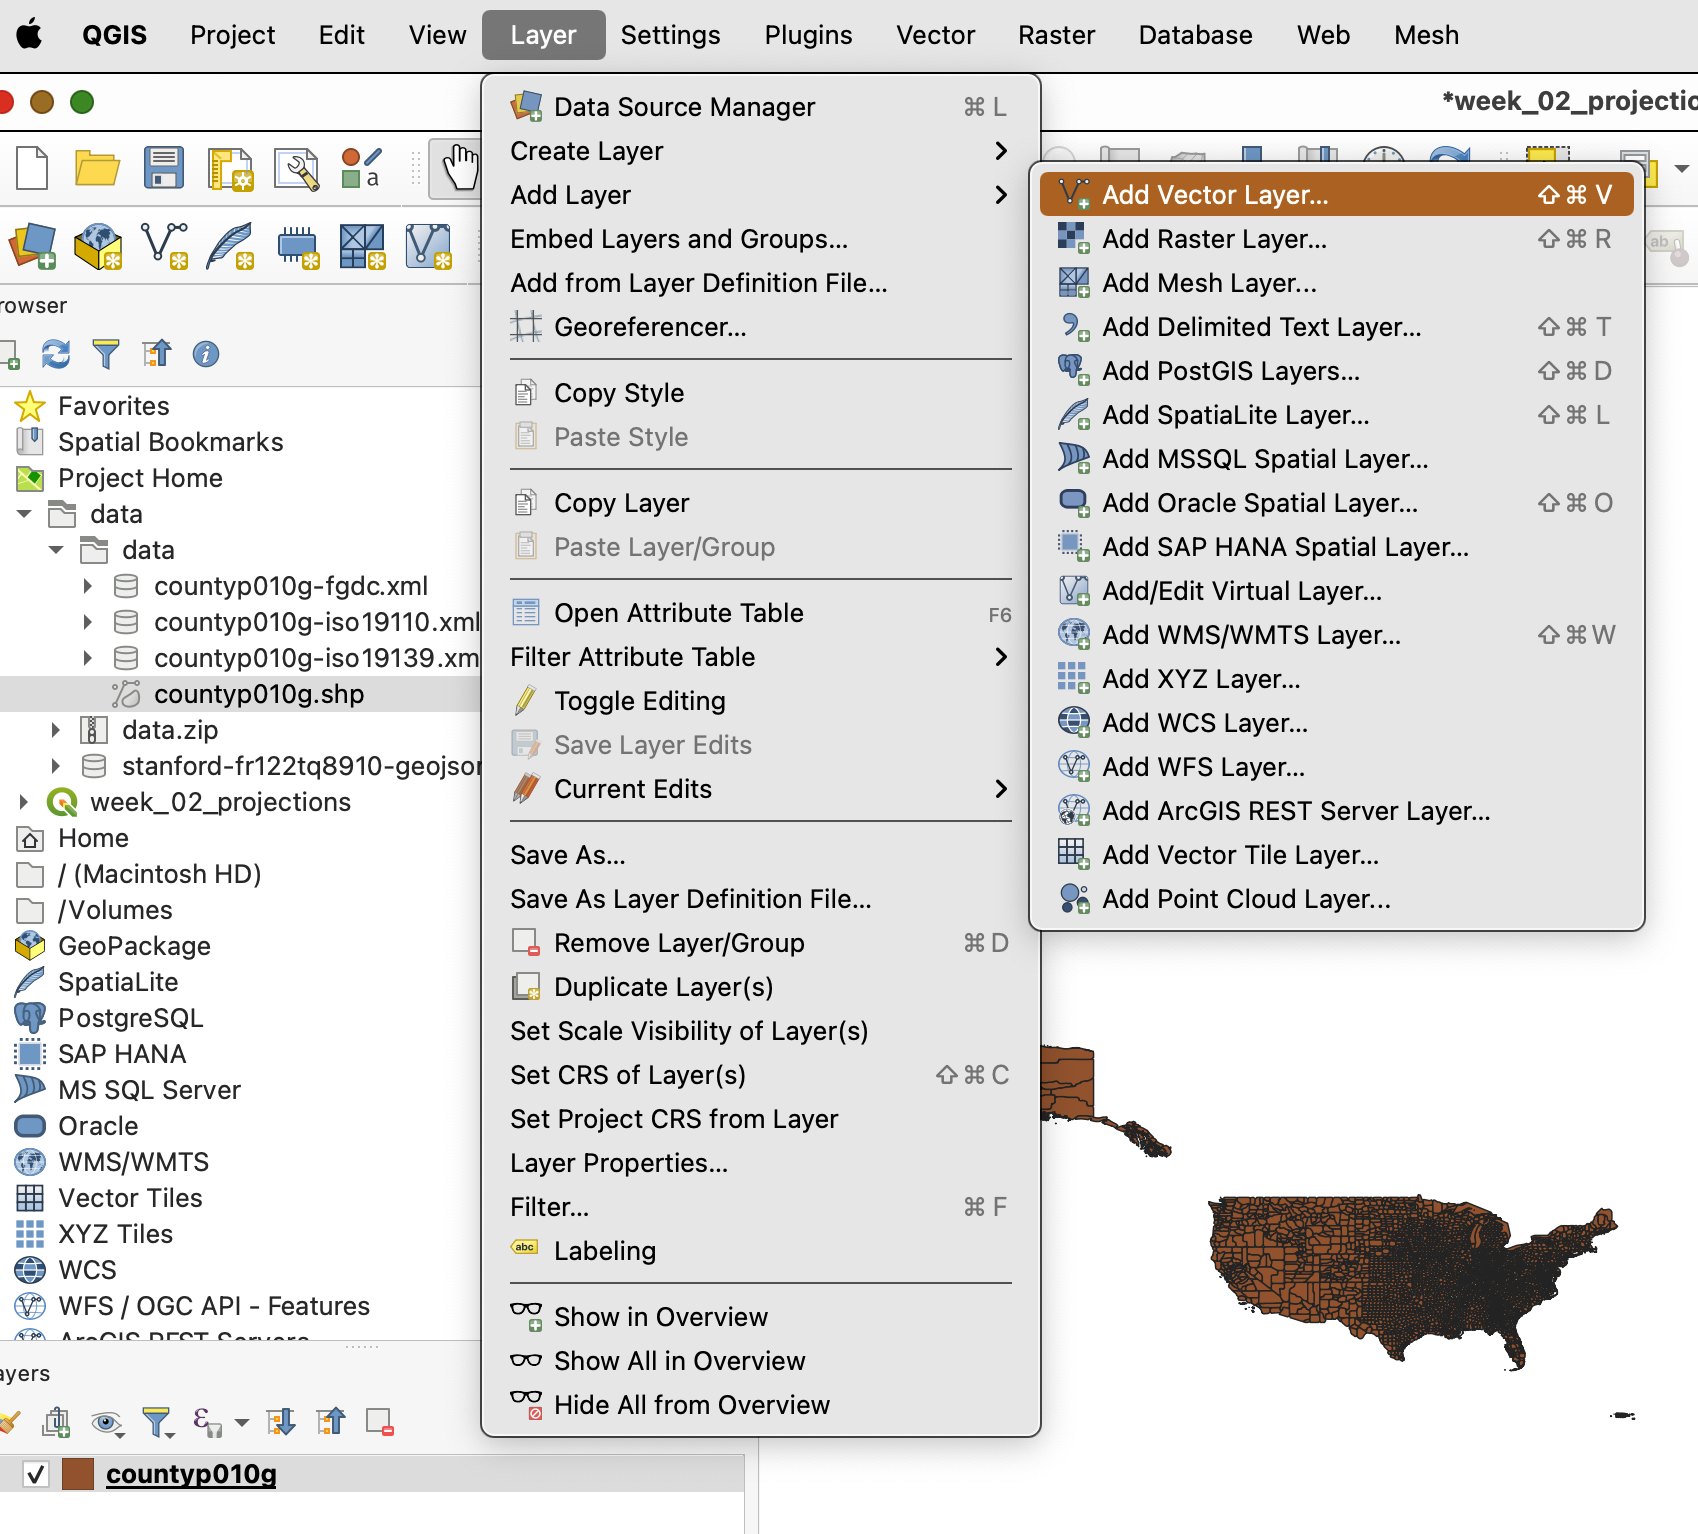 QGIS Project Edit View Layer Settings Plugins Vector Raster Database Web Mesh
*week_02_projectio
a
rowser
Favorites
Spatial Bookmarks
Project Home
data
data
countyp010g-fgdc.xml
countyp010g-iso19110.xml
countyp010g-iso19139.xm
countyp010g.shp
data.zip
stanford-fr122tq8910-geojson
week_02_projections
Home
/ (Macintosh HD)
/Volumes
GeoPackage
SpatiaLite
PostgreSQL
SAP HANA
MS SQL Server
Oracle
WMS/WMTS
Vector Tiles
XYZ Tiles
WCS
WFS / OGC API - Features
ArcGIS REST Servers
ayers
countyp010g
Data Source Manager ⌘ L
Create Layer
Add Layer
Embed Layers and Groups...
Add from Layer Definition File...
Georeferencer...
Copy Style
Paste Style
Copy Layer
Paste Layer/Group
Open Attribute Table F6
Filter Attribute Table
Toggle Editing
Save Layer Edits
Current Edits
Save As...
Save As Layer Definition File...
Remove Layer/Group ⌘ D
Duplicate Layer(s)
Set Scale Visibility of Layer(s)
Set CRS of Layer(s) ⇧ ⌘ C
Set Project CRS from Layer
Layer Properties...
Filter... ⌘ F
abc Labeling
Show in Overview
Show All in Overview
Hide All from Overview
Add Vector Layer... ⇧ ⌘ V
Add Raster Layer... ⇧ ⌘ R
Add Mesh Layer...
Add Delimited Text Layer... ⇧ ⌘ T
Add PostGIS Layers... ⇧ ⌘ D
Add SpatiaLite Layer... ⇧ ⌘ L
Add MSSQL Spatial Layer...
Add Oracle Spatial Layer... ⇧ ⌘ O
Add SAP HANA Spatial Layer...
Add/Edit Virtual Layer...
Add WMS/WMTS Layer... ⇧ ⌘ W
Add XYZ Layer...
Add WCS Layer...
Add WFS Layer...
Add ArcGIS REST Server Layer...
Add Vector Tile Layer...
Add Point Cloud Layer...
ab